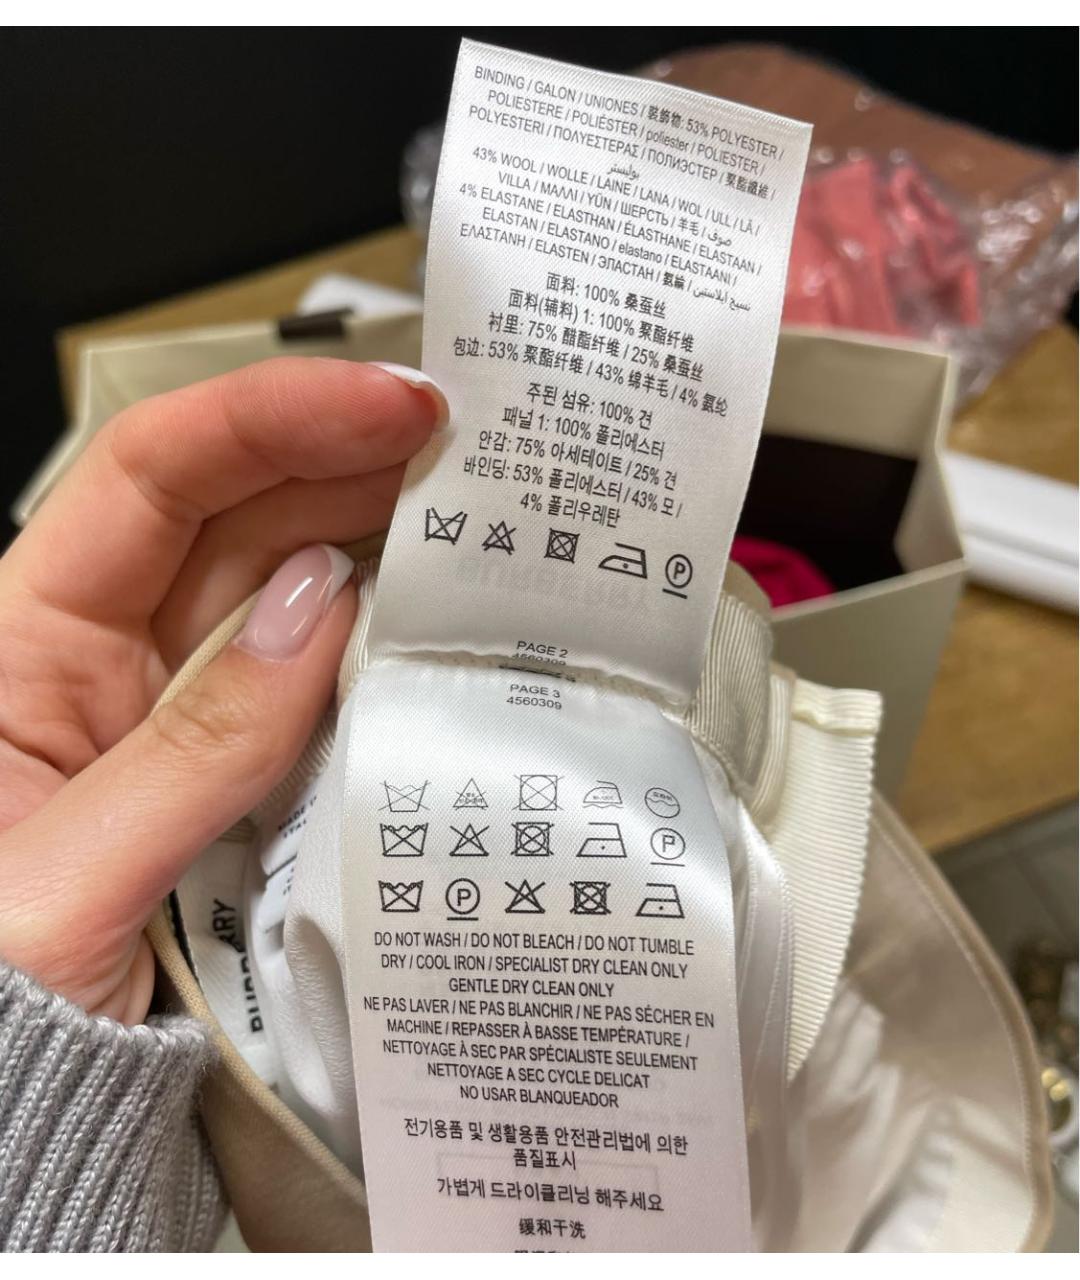 BINDING / GALON / UNIONES / 裝飾物: 53% POLYESTER /
POLIESTERE / POLIÉSTER / poliester / POLIESTER /
POLYESTERI / ΠΟΛΥΕΣΤΕΡΑΣ / ПОЛИЭСТЕР / 聚酯纖維 /
بوليستر
43% WOOL / WOLLE / LAINE / LANA / WOL / ULL / LÃ /
VILLA / ΜΑΛΛΙ / YÜN / ШЕРСТЬ / 羊毛 / صوف
4% ELASTANE / ELASTHAN / ÉLASTHANE / ELASTAAN /
ELASTAN / ELASTANO / elastano / ELASTAANI /
ΕΛΑΣΤΑΝΗ / ELASTEN / ЭЛАСТАН / 氨綸 / نسيج ايلاستين
面料: 100% 桑蚕丝
面料(辅料) 1: 100% 聚酯纤维
衬里: 75% 醋酯纤维 / 25% 桑蚕丝
包边: 53% 聚酯纤维 / 43% 绵羊毛 / 4% 氨纶
주된 섬유: 100% 견
패널 1: 100% 폴리에스터
안감: 75% 아세테이트 / 25% 견
바인딩: 53% 폴리에스터 / 43% 모 /
4% 폴리우레탄
P
PAGE 2
4560309
PAGE 3
4560309
P
P
DO NOT WASH / DO NOT BLEACH / DO NOT TUMBLE
DRY / COOL IRON / SPECIALIST DRY CLEAN ONLY
GENTLE DRY CLEAN ONLY
NE PAS LAVER / NE PAS BLANCHIR / NE PAS SÉCHER EN
MACHINE / REPASSER À BASSE TEMPÉRATURE /
NETTOYAGE À SEC PAR SPÉCIALISTE SEULEMENT
NETTOYAGE A SEC CYCLE DELICAT
NO USAR BLANQUEADOR
전기용품 및 생활용품 안전관리법에 의한
품질표시
가볍게 드라이클리닝 해주세요
缓和干洗
MADE
BURBERRY